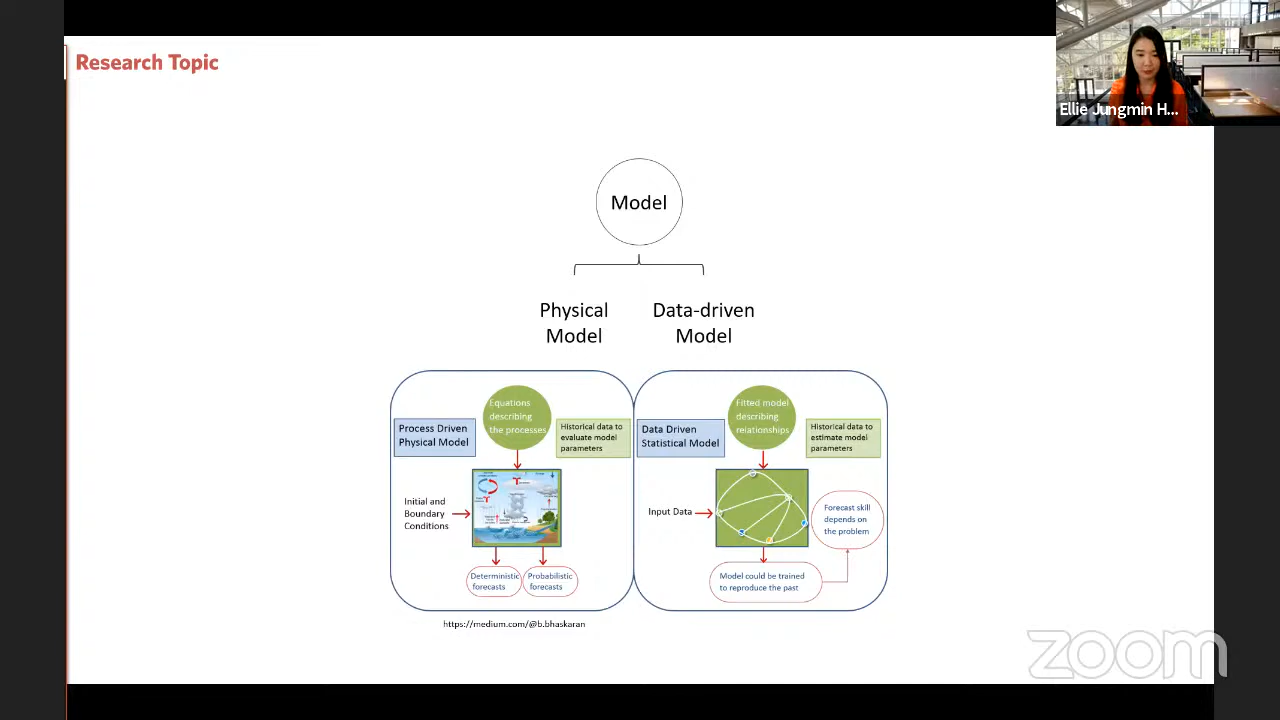 Research Topic
Ellie Jungmin H...
Model
Physical
Model
Data-driven
Model
Equations
describing
the processes
Process Driven
Physical Model
Historical data to
evaluate model
parameters
Initial and
Boundary
Conditions
Deterministic
forecasts
Probabilistic
forecasts
Fitted model
describing
relationships
Data Driven
Statistical Model
Historical data to
estimate model
parameters
Input Data
Forecast skill
depends on
the problem
Model could be trained
to reproduce the past
https://medium.com/@b.bhaskaran
zoom